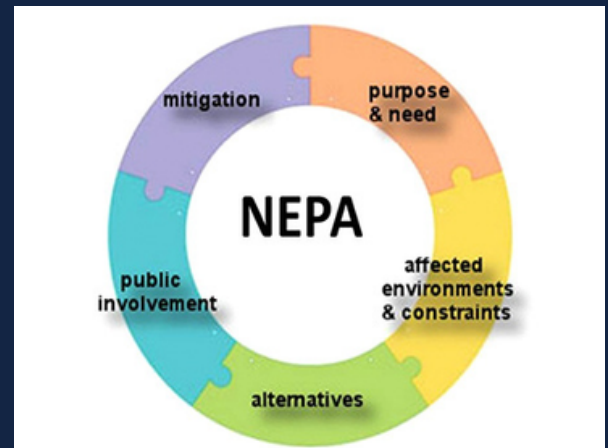 NEPA
purpose
& need
affected
environments
& constraints
alternatives
public
involvement
mitigation